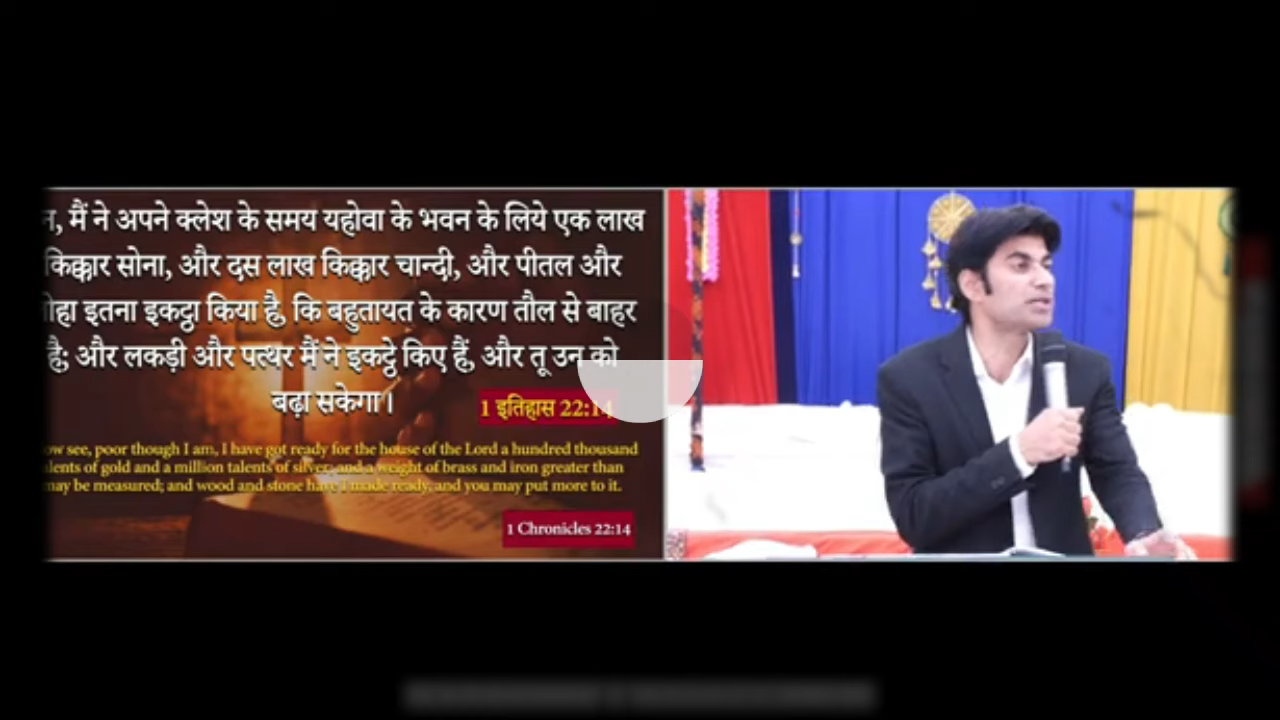 मैं ने अपने क्लेश के समय यहोवा के भवन के लिये एक लाख
किक्कार सोना, और दस लाख किक्कार चान्दी, और पीतल और
इतना इकट्ठा किया है, कि बहुतायत के कारण तौल से बाहर
है; और लकड़ी और पत्थर मैं ने इकट्ठे किए हैं, और तू उन को
बढ़ा सकेगा।
1 इतिहास 22:14
see, poor though I am, I have got ready for the house of the Lord a hundred thousand
of gold and a million talents of silver, and a weight of brass and iron greater than
may be measured; and wood and stone have I made ready, and you may put more to it.
1 Chronicles 22:14